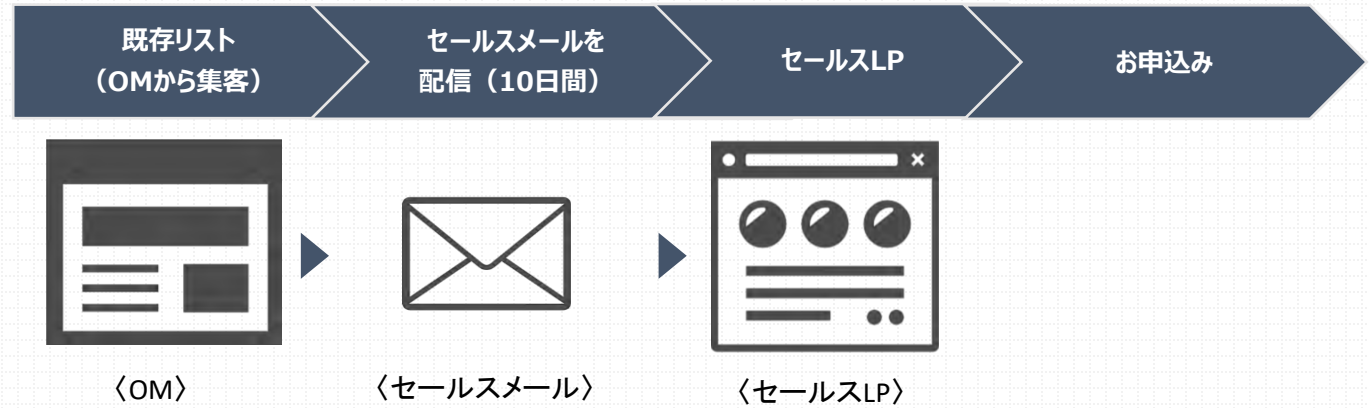 既存リスト
（OMから集客）
セールスメールを
配信（10日間）
セールスLP
お申込み
〈OM〉
〈セールスメール〉
〈セールスLP〉